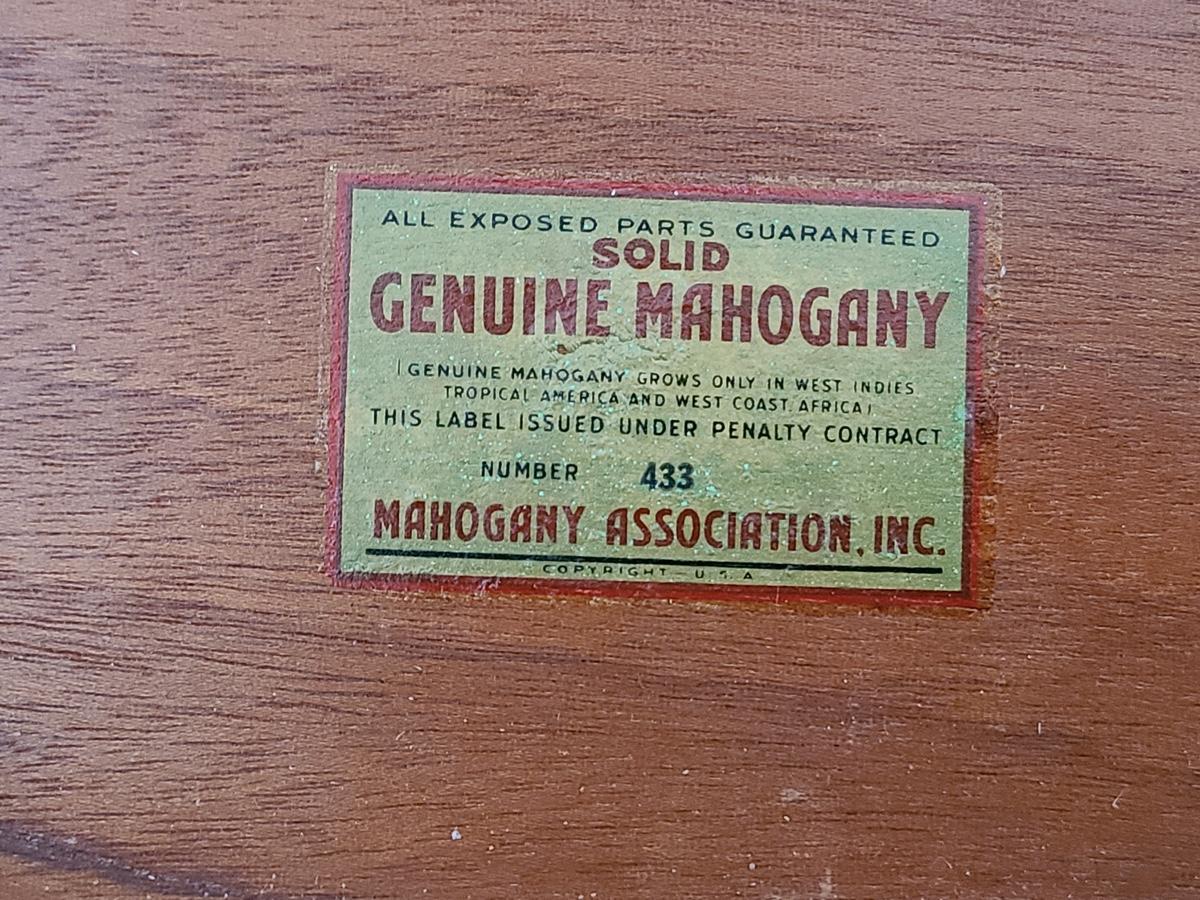 ALL EXPOSED PARTS GUARANTEED
SOLID
GENUINE MAHOGANY
(GENUINE MAHOGANY GROWS ONLY IN WEST INDIES
TROPICAL AMERICA AND WEST COAST AFRICA)
THIS LABEL ISSUED UNDER PENALTY CONTRACT
NUMBER 433
MAHOGANY ASSOCIATION, INC.
COPYRIGHT - U.S.A